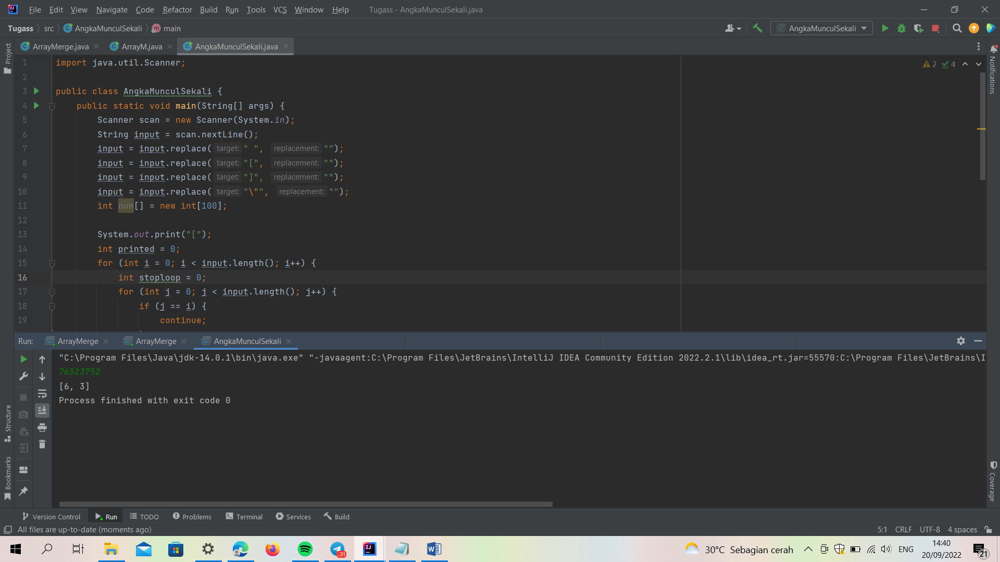 File Edit View Navigate Code Refactor Build Run Tools VCS Window Help Tugass - AngkaMunculSekali.java
Tugass src AngkaMunculSekali main AngkaMunculSekali
ArrayMerge.java ArrayM.java AngkaMunculSekali.java
Project
Notifications
2 4
1 import java.util.Scanner;
2
3 public class AngkaMunculSekali {
4 public static void main(String[] args) {
5 Scanner scan = new Scanner(System.in);
6 String input = scan.nextLine();
7 input = input.replace( target: " ", replacement: "");
8 input = input.replace( target: "[", replacement: "");
9 input = input.replace( target: "]", replacement: "");
10 input = input.replace( target: "\"", replacement: "");
11 int num[] = new int[100];
12
13 System.out.print("[");
14 int printed = 0;
15 for (int i = 0; i < input.length(); i++) {
16 int stoploop = 0;
17 for (int j = 0; j < input.length(); j++) {
18 if (j == i) {
19 continue;
Run: ArrayMerge ArrayMerge AngkaMunculSekali
"C:\Program Files\Java\jdk-14.0.1\bin\java.exe" "-javaagent:C:\Program Files\JetBrains\IntelliJ IDEA Community Edition 2022.2.1\lib\idea_rt.jar=55570:C:\Program Files\JetBrains\I
76523752
[6, 3]
Process finished with exit code 0
Structure
Bookmarks
Coverage
Version Control Run TODO Problems Terminal Services Build
All files are up-to-date (moments ago) 5:1 CRLF UTF-8 4 spaces
30°C Sebagian cerah ENG 14:40
20/09/2022
31
21